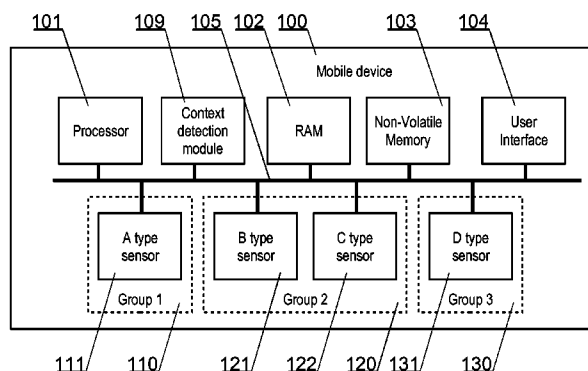 101
109
105
102
100
103
104
Mobile device
Processor
Context
detection
module
RAM
Non-Volatile
Memory
User
Interface
A type
sensor
B type
sensor
C type
sensor
D type
sensor
Group 1
Group 2
Group 3
111
110
121
122
120
131
130